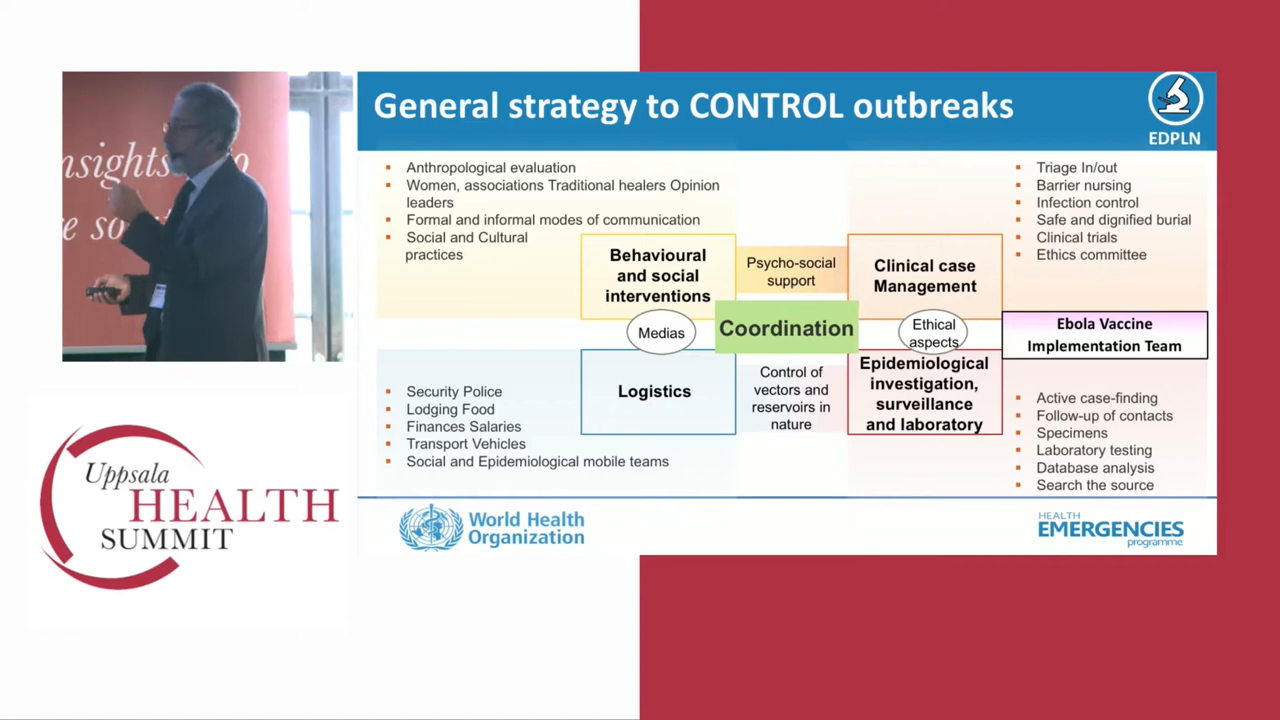 General strategy to CONTROL outbreaks
EDPLN
Anthropological evaluation
Women, associations Traditional healers Opinion
leaders
Formal and informal modes of communication
Social and Cultural
practices
Triage In/out
Barrier nursing
Infection control
Safe and dignified burial
Clinical trials
Ethics committee
Behavioural
and social
interventions
Psycho-social
support
Clinical case
Management
Medias
Coordination
Ethical
aspects
Ebola Vaccine
Implementation Team
Logistics
Control of
vectors and
reservoirs in
nature
Epidemiological
investigation,
surveillance
and laboratory
Security Police
Lodging Food
Finances Salaries
Transport Vehicles
Social and Epidemiological mobile teams
Active case-finding
Follow-up of contacts
Specimens
Laboratory testing
Database analysis
Search the source
World Health
Organization
HEALTH
EMERGENCIES
programme
Uppsala
HEALTH
SUMMIT